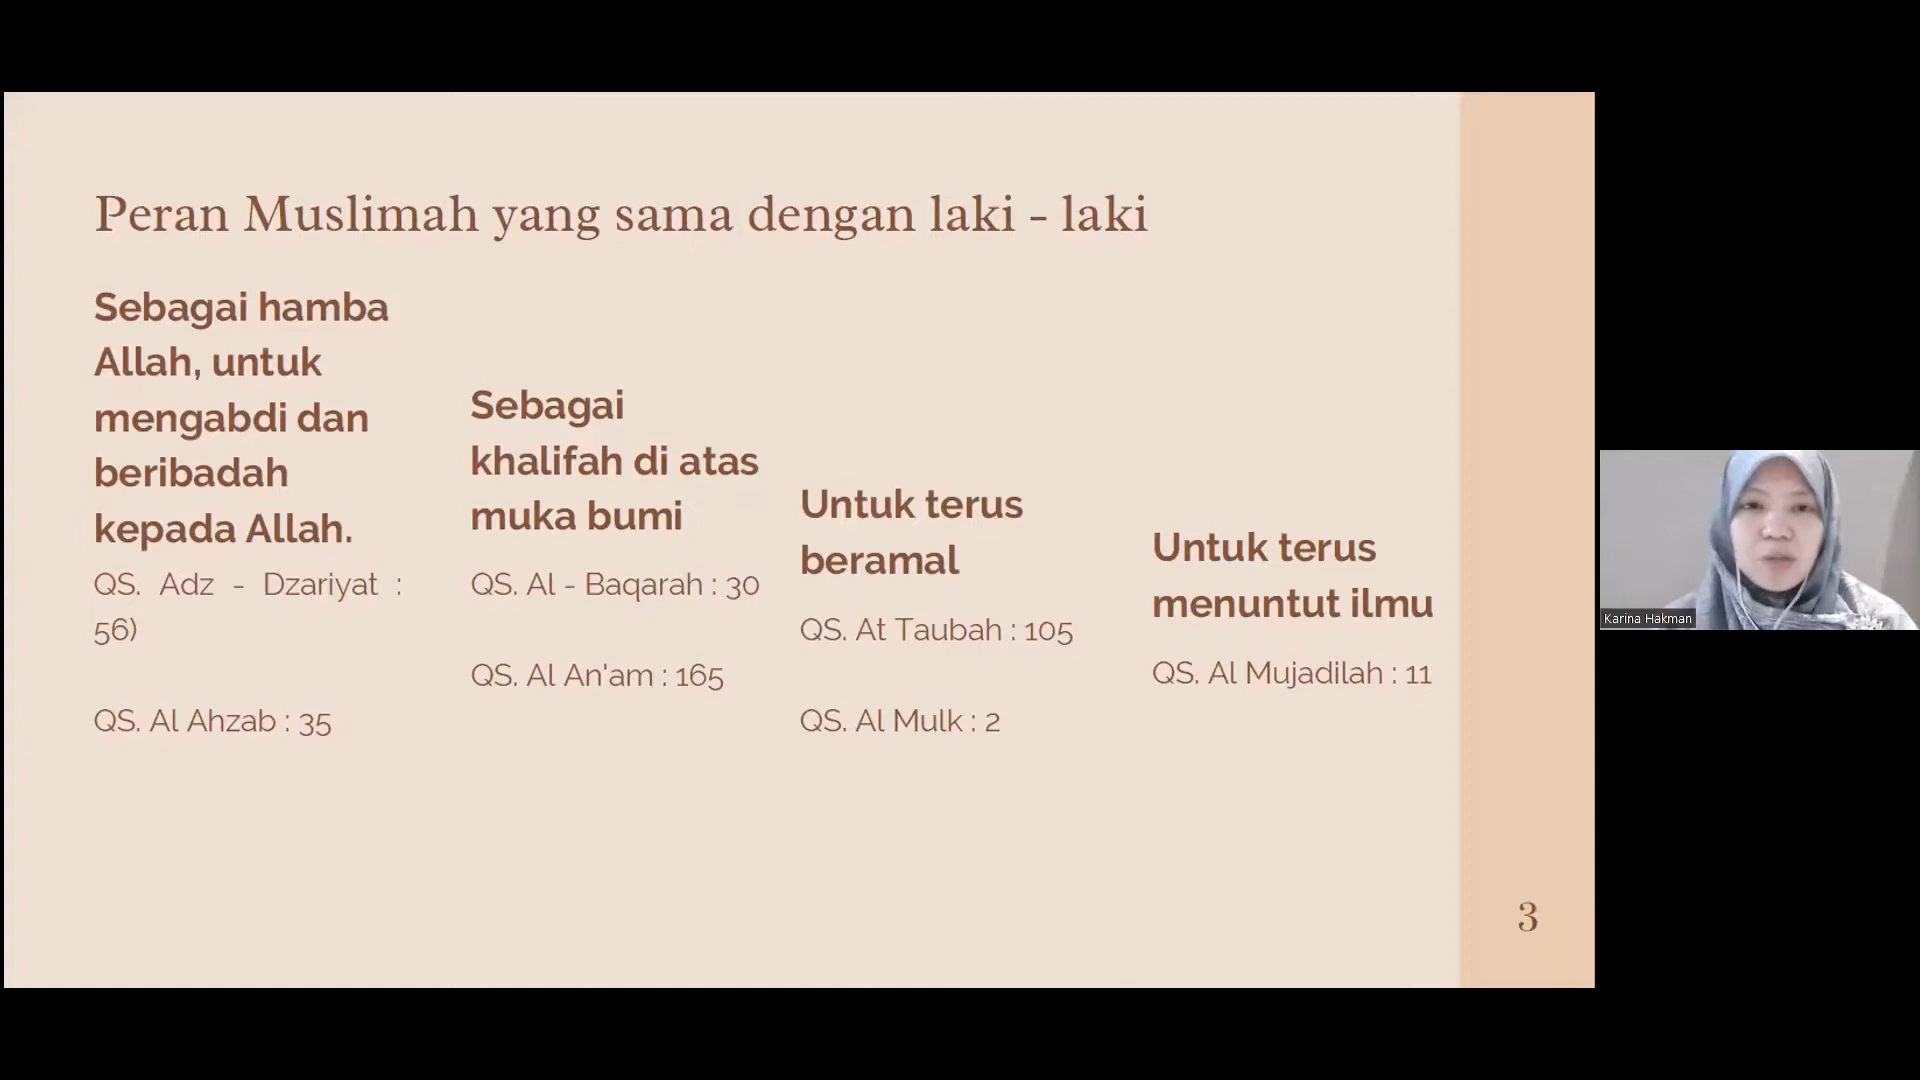 Peran Muslimah yang sama dengan laki - laki
Sebagai hamba
Allah, untuk
mengabdi dan
beribadah
kepada Allah.
QS. Adz - Dzariyat :
56)
QS. Al Ahzab : 35
Sebagai
khalifah di atas
muka bumi
QS. Al - Baqarah : 30
QS. Al An'am : 165
Untuk terus
beramal
QS. At Taubah : 105
QS. Al Mulk : 2
Untuk terus
menuntut ilmu
QS. Al Mujadilah : 11
3
Karina Hakman